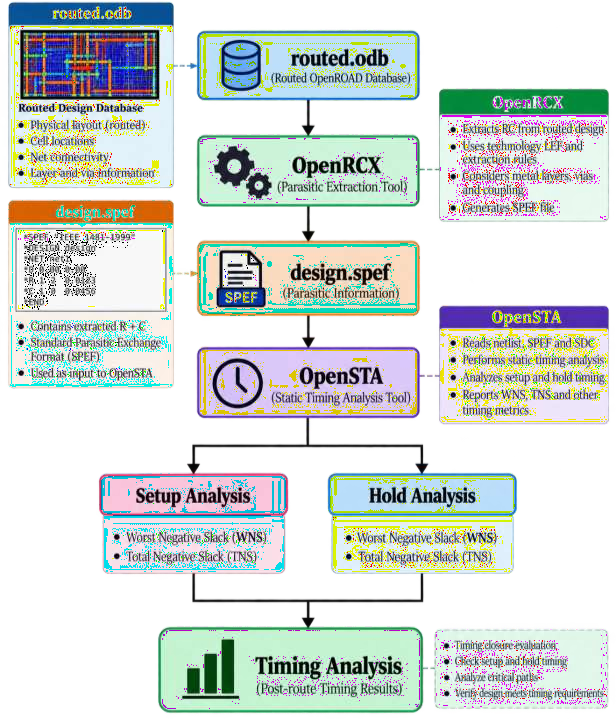 routed.odb
Routed Design Database
Physical layout (routed)
Cell locations
Net connectivity
Layer and via information
routed.odb
(Routed OpenROAD Database)
OpenRCX
(Parasitic Extraction Tool)
OpenRCX
Extracts RC from routed design
Uses technology LEF and
extraction rules
Considers metal layers, vias
and coupling
Generates SPEF file
design.spef
*SPEF "IEEE 1481-1999"
*DESIGN
*END
Contains extracted R + C
Standard Parasitic Exchange
Format (SPEF)
Used as input to OpenSTA
SPEF
design.spef
(Parasitic Information)
OpenSTA
(Static Timing Analysis Tool)
OpenSTA
Reads netlist, SPEF and SDC
Performs static timing analysis
Analyzes setup and hold timing
Reports WNS, TNS and other
timing metrics
Setup Analysis
Worst Negative Slack (WNS)
Total Negative Slack (TNS)
Hold Analysis
Worst Negative Slack (WNS)
Total Negative Slack (TNS)
Timing Analysis
(Post-route Timing Results)
Timing closure evaluation
Check setup and hold timing
Analyze critical paths
Verify design meets timing requirements